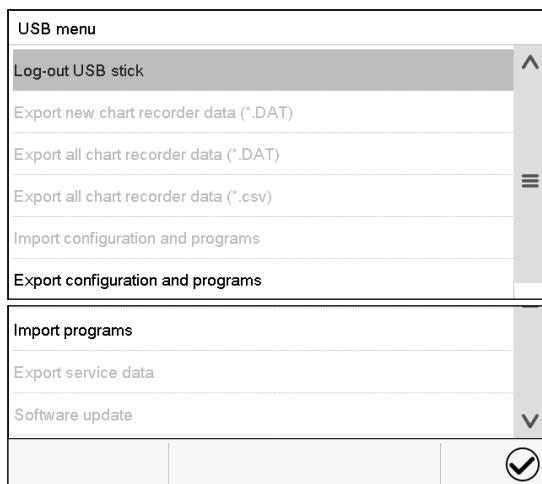 USB menu
Log-out USB stick
Export new chart recorder data (*.DAT)
Export all chart recorder data (*.DAT)
Export all chart recorder data (*.csv)
Import configuration and programs
Export configuration and programs
Import programs
Export service data
Software update